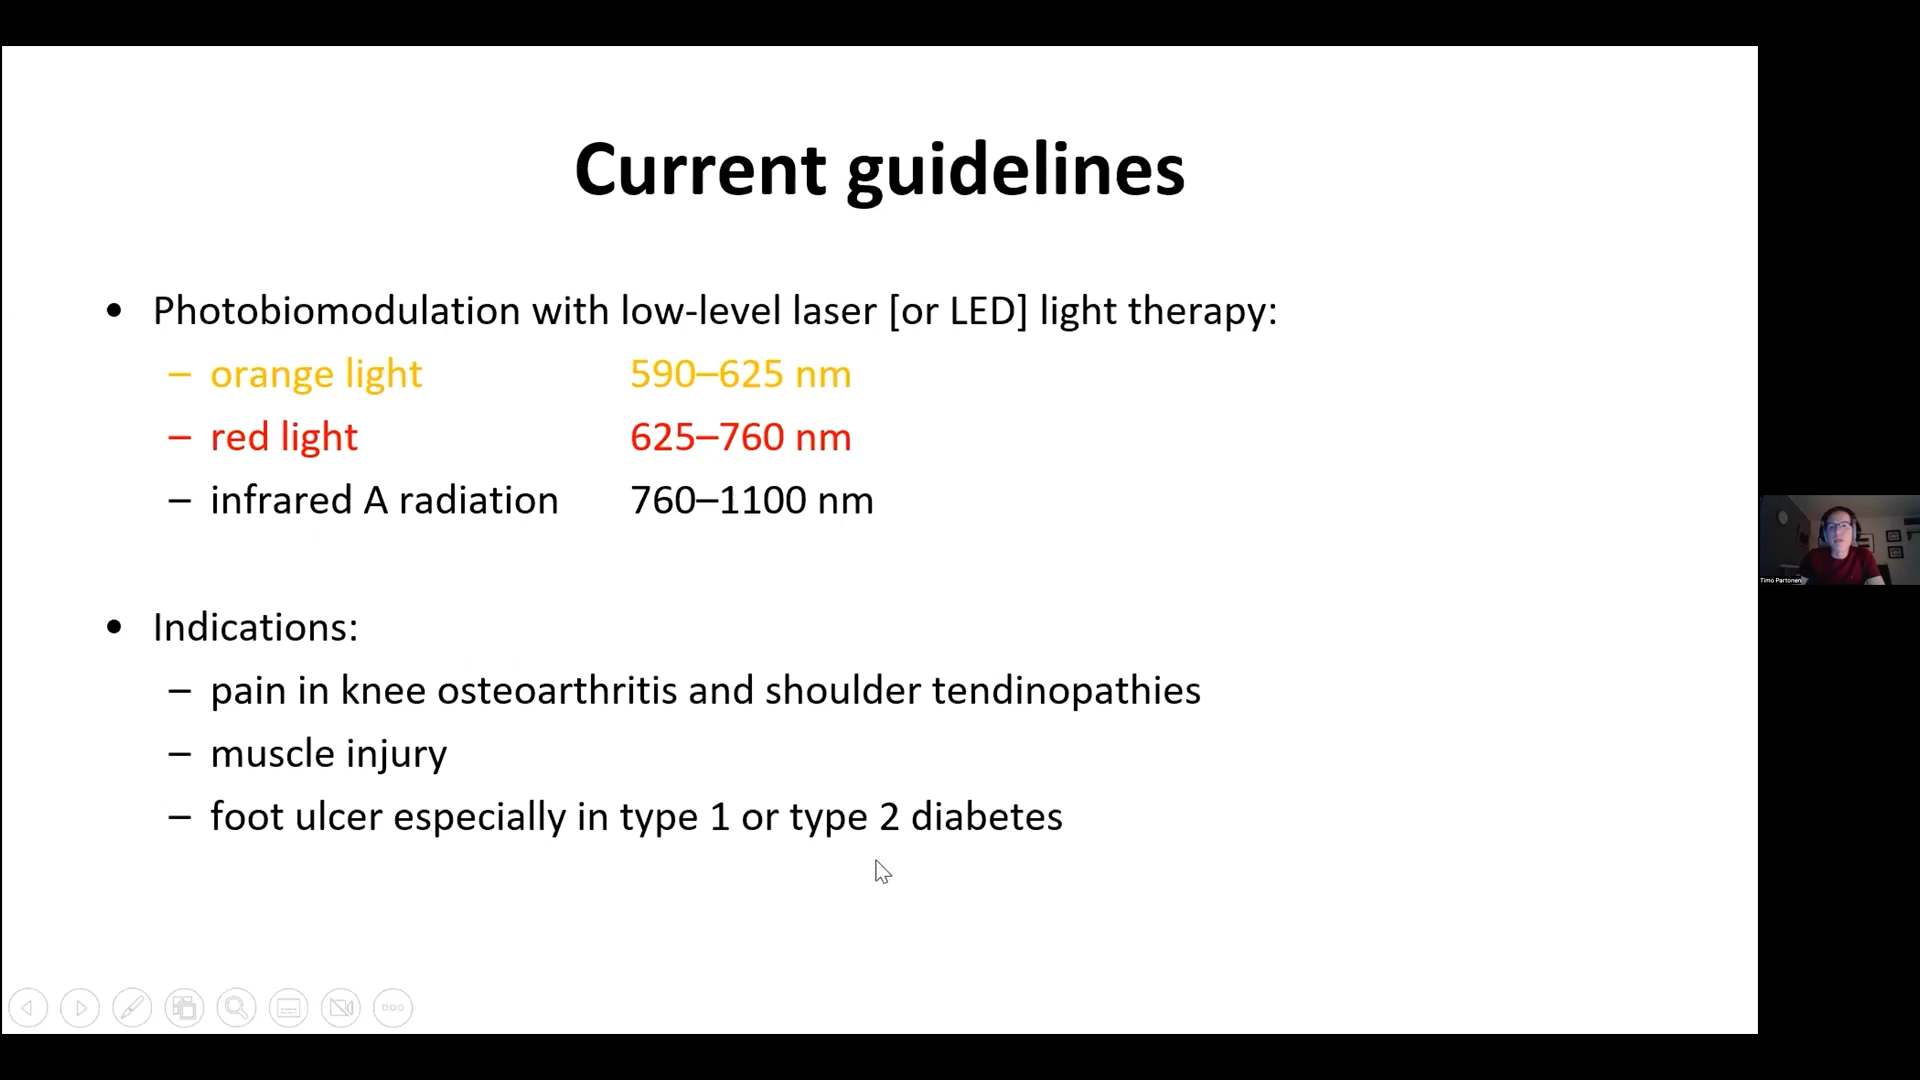 Current guidelines
• Photobiomodulation with low-level laser [or LED] light therapy:
– orange light 590–625 nm
– red light 625–760 nm
– infrared A radiation 760–1100 nm
• Indications:
– pain in knee osteoarthritis and shoulder tendinopathies
– muscle injury
– foot ulcer especially in type 1 or type 2 diabetes
Timo Partonen